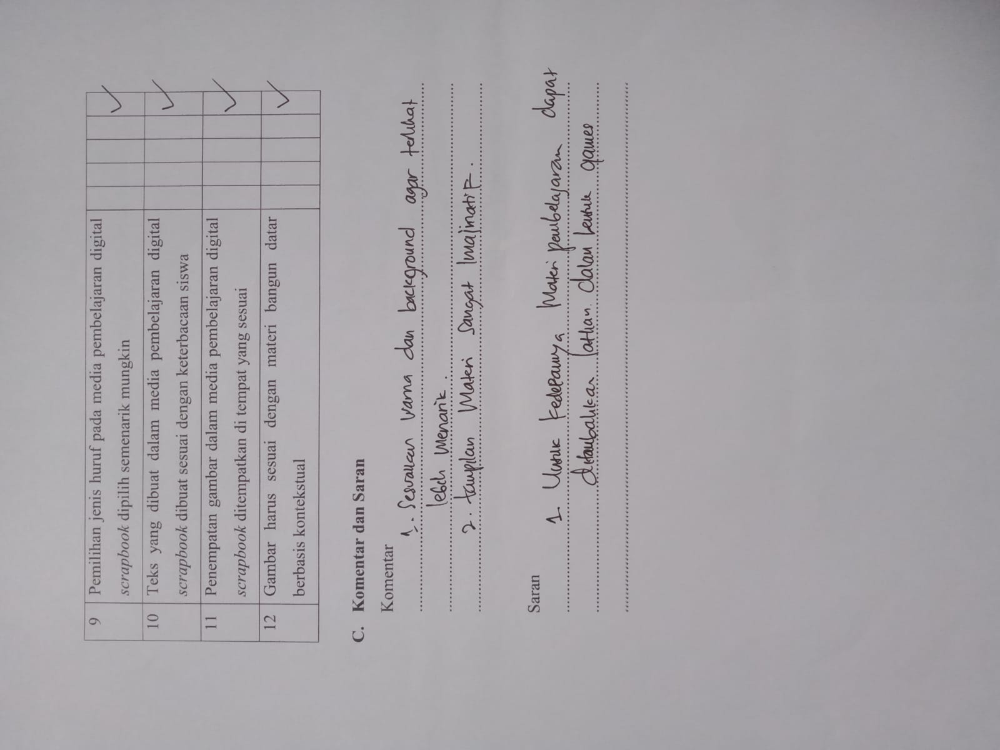 9 Pemilihan jenis huruf pada media pembelajaran digital
scrapbook dipilih semenarik mungkin
10 Teks yang dibuat dalam media pembelajaran digital
scrapbook dibuat sesuai dengan keterbacaan siswa
11 Penempatan gambar dalam media pembelajaran digital
scrapbook ditempatkan di tempat yang sesuai
12 Gambar harus sesuai dengan materi bangun datar
berbasis kontekstual
C. Komentar dan Saran
Komentar
1. Sesuaikan warna dan background agar terlihat
lebih menarik.
2. tampilan Materi sangat Imajinatif.
Saran
1. Untuk kedepannya Materi pembelajaran dapat
ditambahkan latihan dalam bentuk games